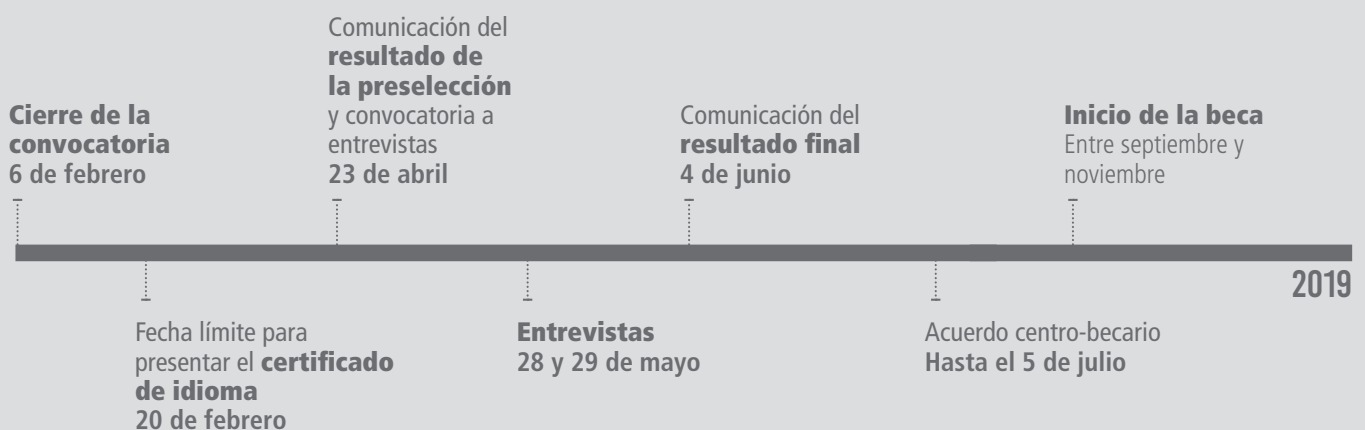 Cierre de la
convocatoria
6 de febrero
Comunicación del
resultado de
la preselección
y convocatoria a
entrevistas
23 de abril
Comunicación del
resultado final
4 de junio
Inicio de la beca
Entre septiembre y
noviembre
2019
Fecha límite para
presentar el certificado
de idioma
20 de febrero
Entrevistas
28 y 29 de mayo
Acuerdo centro-becario
Hasta el 5 de julio